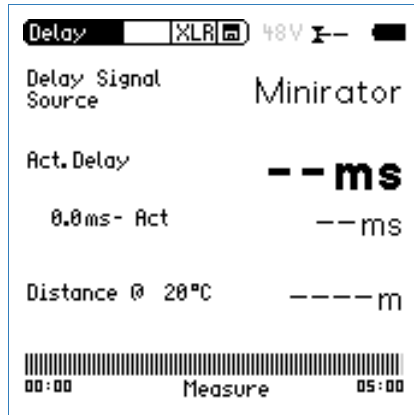 Delay XLR 48V I--
Delay Signal
Source
Minirator
Act.Delay
--ms
0.0ms- Act
--ms
Distance @ 20°C
----m
00:00 Measure 05:00